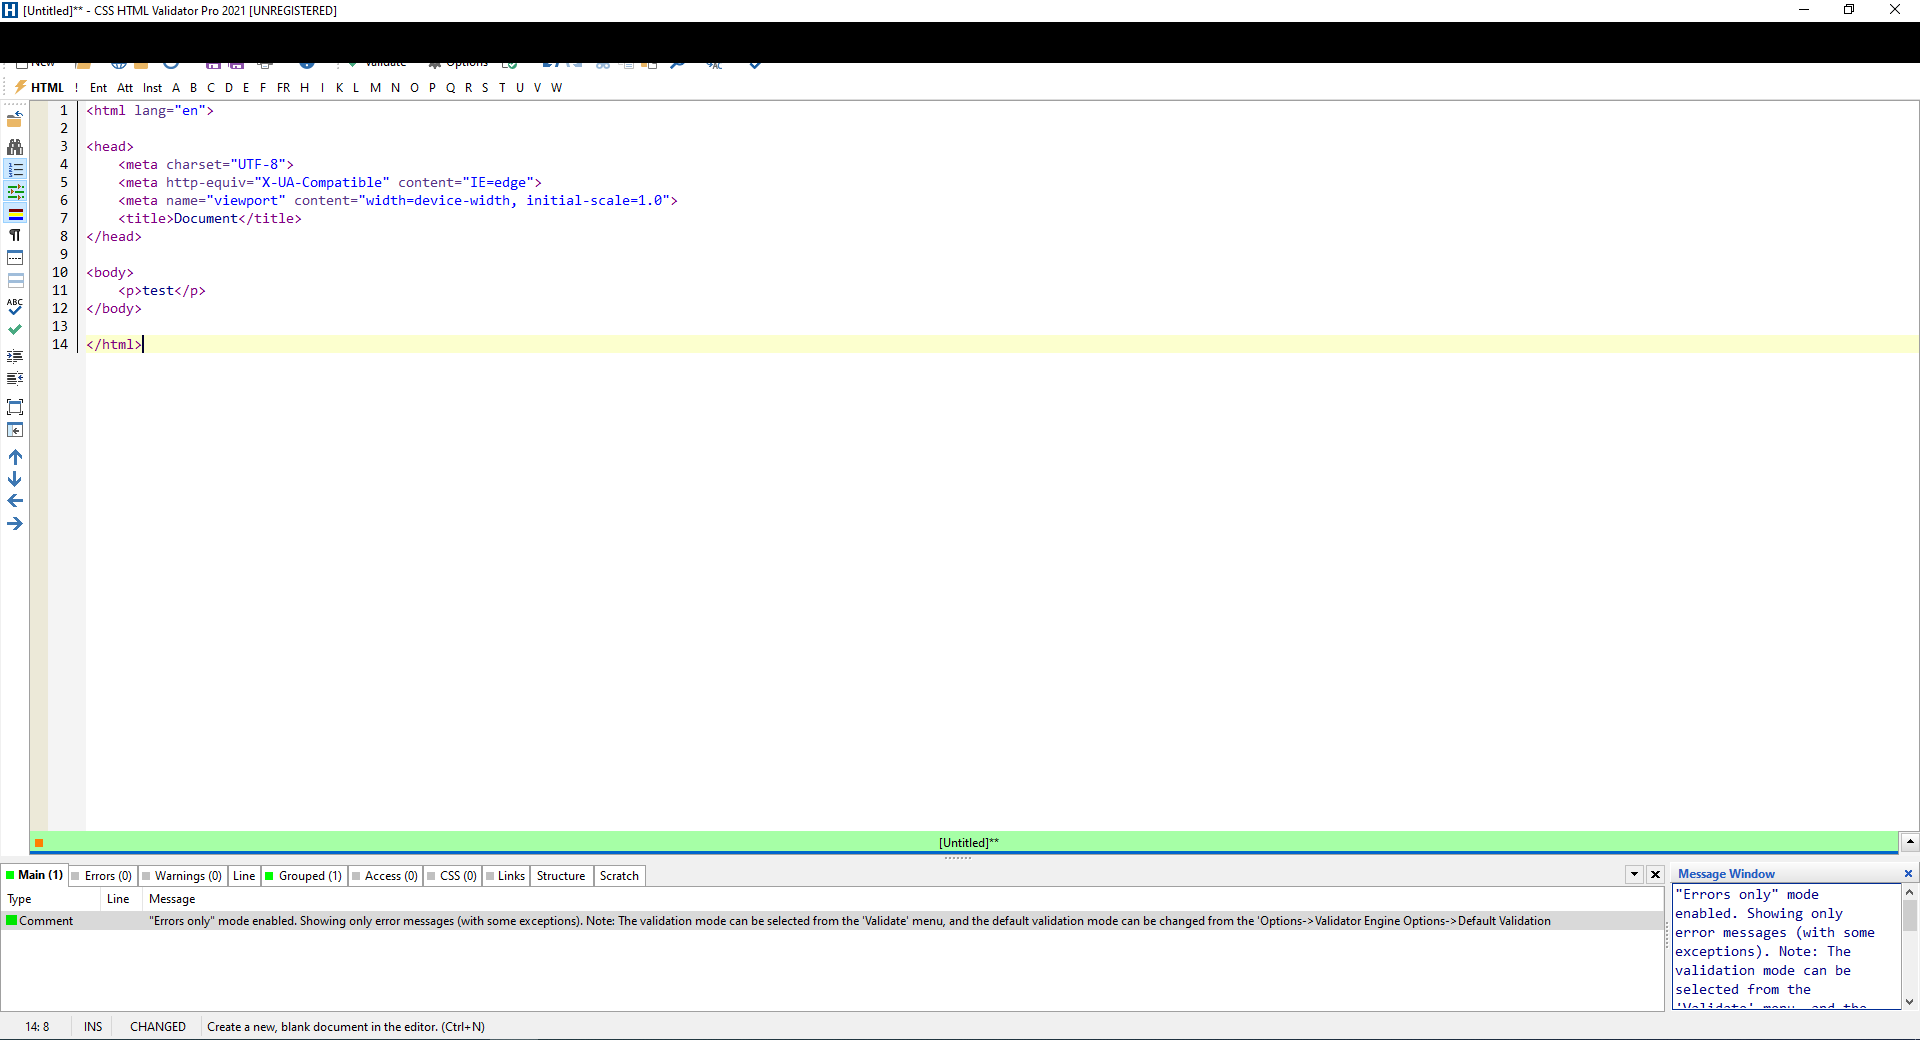 [Untitled]** - CSS HTML Validator Pro 2021 [UNREGISTERED]
New Validate Options
HTML ! Ent Att Inst A B C D E F FR H I K L M N O P Q R S T U V W
1 <html lang="en">
2
3 <head>
4 <meta charset="UTF-8">
5 <meta http-equiv="X-UA-Compatible" content="IE=edge">
6 <meta name="viewport" content="width=device-width, initial-scale=1.0">
7 <title>Document</title>
8 </head>
9
10 <body>
11 <p>test</p>
12 </body>
13
14 </html>
ABC
[Untitled]**
Main (1) Errors (0) Warnings (0) Line Grouped (1) Access (0) CSS (0) Links Structure Scratch
Type Line Message
Comment "Errors only" mode enabled. Showing only error messages (with some exceptions). Note: The validation mode can be selected from the 'Validate' menu, and the default validation mode can be changed from the 'Options->Validator Engine Options->Default Validation
Message Window
"Errors only" mode
enabled. Showing only
error messages (with some
exceptions). Note: The
validation mode can be
selected from the
'Validate' menu, and the
14: 8 INS CHANGED Create a new, blank document in the editor. (Ctrl+N)